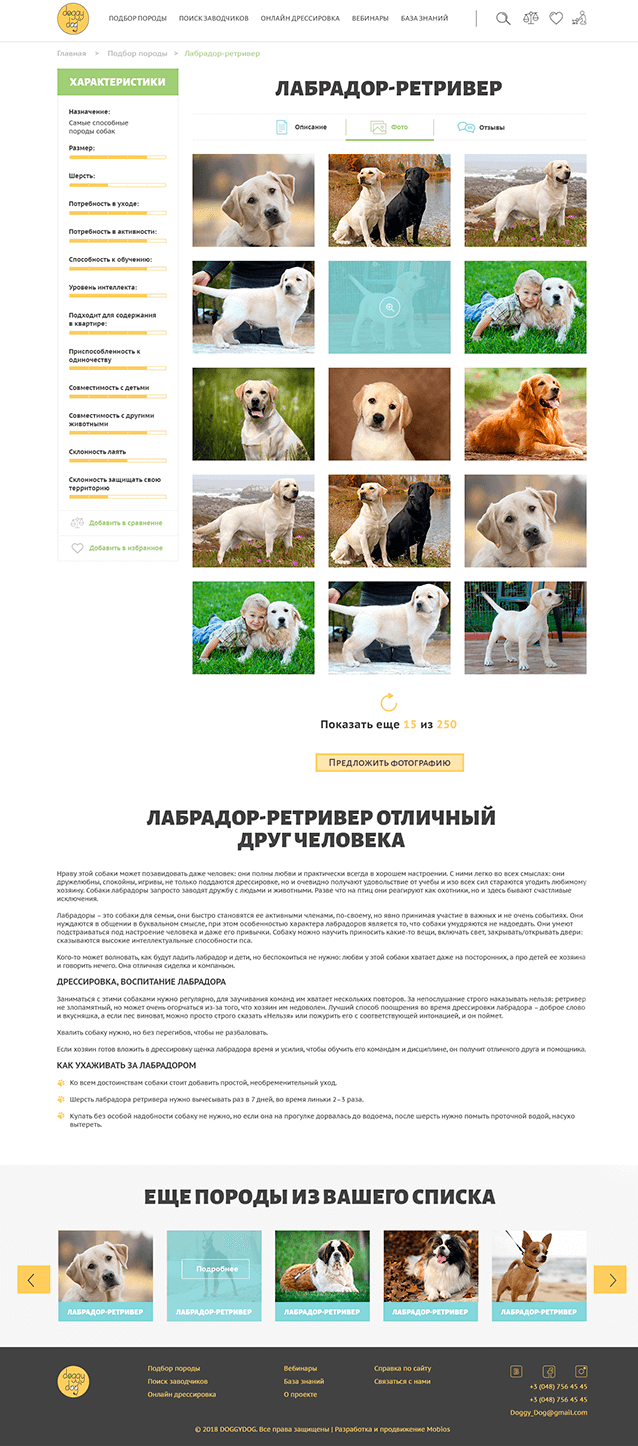 doggy dog
ПОДБОР ПОРОДЫ ПОИСК ЗАВОДЧИКОВ ОНЛАЙН ДРЕССИРОВКА ВЕБИНАРЫ БАЗА ЗНАНИЙ
Главная > Подбор породы > Лабрадор-ретривер
ХАРАКТЕРИСТИКИ
Назначение:
Самые способные
породы собак
Размер:
Шерсть:
Потребность в уходе:
Потребность в активности:
Способность к обучению:
Уровень интеллекта:
Подходит для содержания
в квартире:
Приспособленность к
одиночеству
Совместимость с детьми
Совместимость с другими
животными
Склонность лаять
Склонность защищать свою
территорию
Добавить в сравнение
Добавить в избранное
ЛАБРАДОР-РЕТРИВЕР
Описание Фото Отзывы
Показать еще 15 из 250
ПРЕДЛОЖИТЬ ФОТОГРАФИЮ
ЛАБРАДОР-РЕТРИВЕР ОТЛИЧНЫЙ
ДРУГ ЧЕЛОВЕКА
Нраву этой собаки может позавидовать даже человек: они полны любви и практически всегда в хорошем настроении. С ними легко во всех смыслах: они
дружелюбны, спокойны, игривы, не только поддаются дрессировке, но и очевидно получают удовольствие от учебы и изо всех сил стараются угодить любимому
хозяину. Собаки лабрадоры запросто заводят дружбу с людьми и животными. Разве что на птиц они реагируют как охотники, но и здесь бывают счастливые
исключения.
Лабрадоры – это собаки для семьи, они быстро становятся ее активными членами, по-своему, но явно принимая участие в важных и не очень событиях. Они
нуждаются в общении в буквальном смысле, при этом особенностью характера лабрадоров является то, что собаки умудряются не надоедать. Они умеют
подстраиваться под настроение человека и даже его привычки. Собаку можно научить приносить какие-то вещи, включать свет, закрывать/открывать двери:
сказываются высокие интеллектуальные способности пса.
Кого-то может волновать, как будут ладить лабрадор и дети, но беспокоиться не нужно: любви у этой собаки хватает даже на посторонних, а про детей ее хозяина
и говорить нечего. Она отличная сиделка и компаньон.
ДРЕССИРОВКА, ВОСПИТАНИЕ ЛАБРАДОРА
Заниматься с этими собаками нужно регулярно, для заучивания команд им хватает нескольких повторов. За непослушание строго наказывать нельзя: ретривер
не злопамятный, но может очень огорчаться из-за того, что хозяин им недоволен. Лучший способ поощрения во время дрессировки лабрадора – доброе слово
и вкусняшка, а если пес виноват, можно просто строго сказать «Нельзя» или пожурить его с соответствующей интонацией, и он поймет.
Хвалить собаку нужно, но без перегибов, чтобы не разбаловать.
Если хозяин готов вложить в дрессировку щенка лабрадора время и усилия, чтобы обучить его командам и дисциплине, он получит отличного друга и помощника.
КАК УХАЖИВАТЬ ЗА ЛАБРАДОРОМ
Ко всем достоинствам собаки стоит добавить простой, необременительный уход.
Шерсть лабрадора ретривера нужно вычесывать раз в 7 дней, во время линьки 2–3 раза.
Купать без особой надобности собаку не нужно, но если она на прогулке дорвалась до водоема, после шерсть нужно помыть проточной водой, насухо
вытереть.
ЕЩЕ ПОРОДЫ ИЗ ВАШЕГО СПИСКА
Подробнее
ЛАБРАДОР-РЕТРИВЕР ЛАБРАДОР-РЕТРИВЕР ЛАБРАДОР-РЕТРИВЕР ЛАБРАДОР-РЕТРИВЕР ЛАБРАДОР-РЕТРИВЕР
doggy dog
Подбор породы
Поиск заводчиков
Онлайн дрессировка
Вебинары
База знаний
О проекте
Справка по сайту
Связаться с нами
+3 (048) 756 45 45
+3 (048) 756 45 45
Doggy_Dog@gmail.com
© 2018 DOGGYDOG. Все права защищены | Разработка и продвижение Mobios